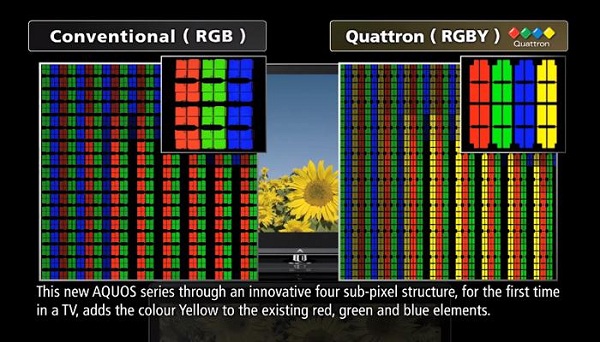 Conventional ( RGB )
Quattron ( RGBY )
Quattron
This new AQUOS series through an innovative four sub-pixel structure, for the first time
in a TV, adds the colour Yellow to the existing red, green and blue elements.